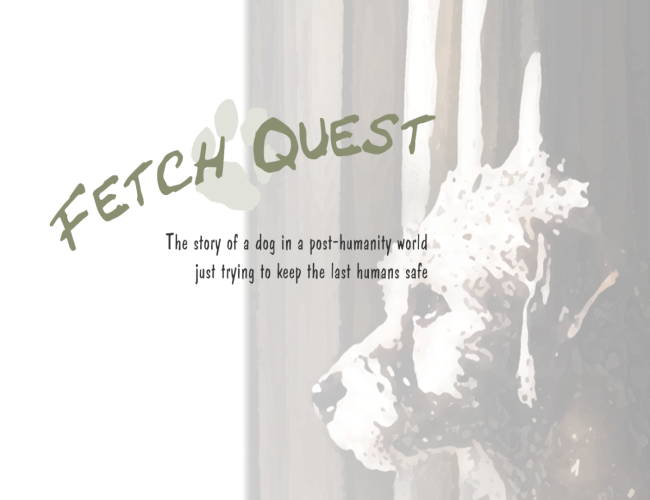 Fetch Quest
The story of a dog in a post-humanity world
just trying to keep the last humans safe